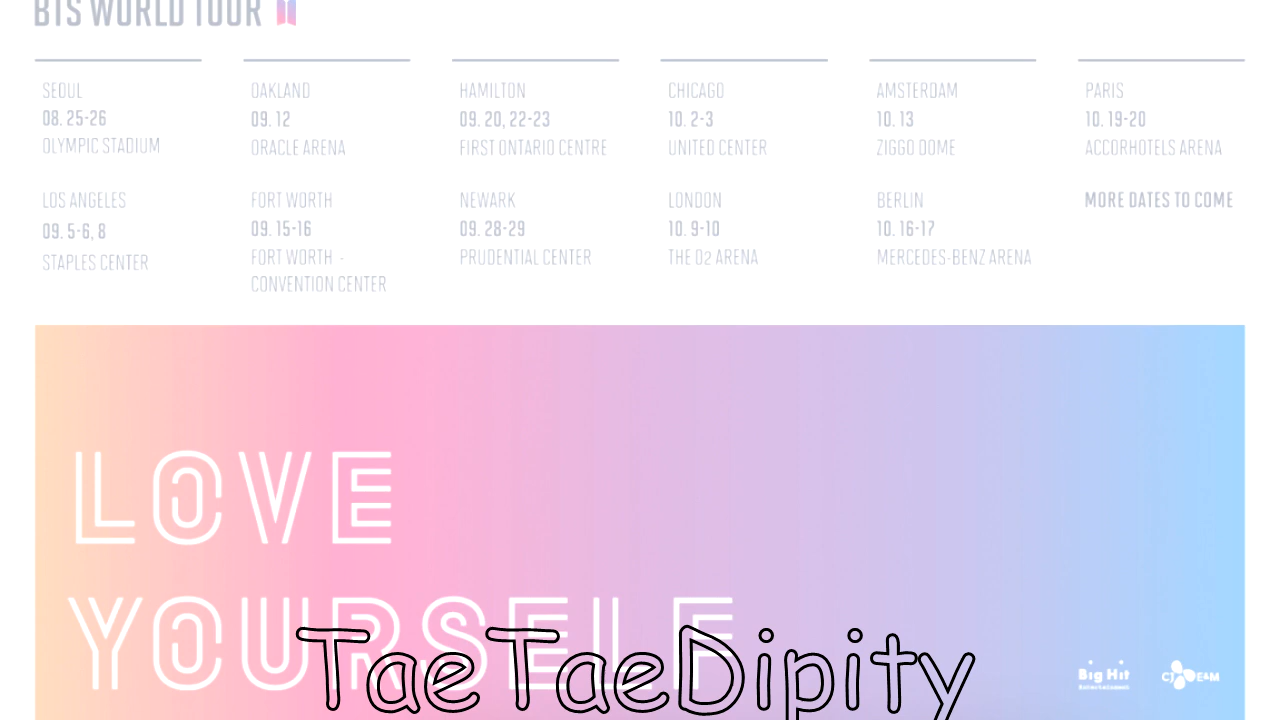 BTS WORLD TOUR
SEOUL
08. 25-26
OLYMPIC STADIUM
OAKLAND
09. 12
ORACLE ARENA
HAMILTON
09. 20, 22-23
FIRST ONTARIO CENTRE
CHICAGO
10. 2-3
UNITED CENTER
AMSTERDAM
10. 13
ZIGGO DOME
PARIS
10. 19-20
ACCORHOTELS ARENA
LOS ANGELES
09. 5-6, 8
STAPLES CENTER
FORT WORTH
09. 15-16
FORT WORTH -
CONVENTION CENTER
NEWARK
09. 28-29
PRUDENTIAL CENTER
LONDON
10. 9-10
THE O2 ARENA
BERLIN
10. 16-17
MERCEDES-BENZ ARENA
MORE DATES TO COME
LOVE
YOURSELF
TaeTaeDipity
Big Hit
Entertainment
CJ E&M